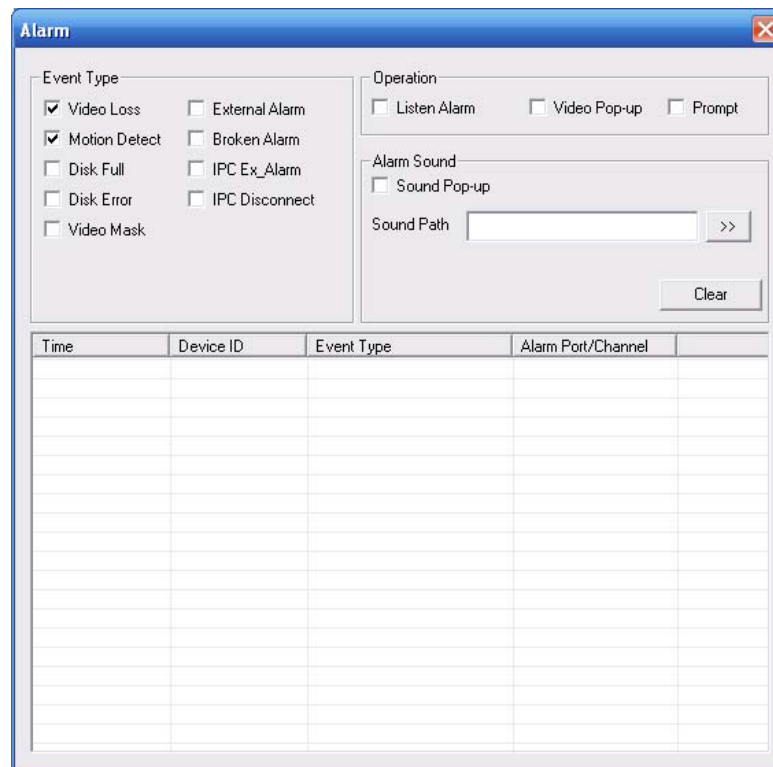 Alarm
Event Type
Video Loss
External Alarm
Motion Detect
Broken Alarm
Disk Full
IPC Ex_Alarm
Disk Error
IPC Disconnect
Video Mask
Operation
Listen Alarm
Video Pop-up
Prompt
Alarm Sound
Sound Pop-up
Sound Path
>>
Clear
Time Device ID Event Type Alarm Port/Channel